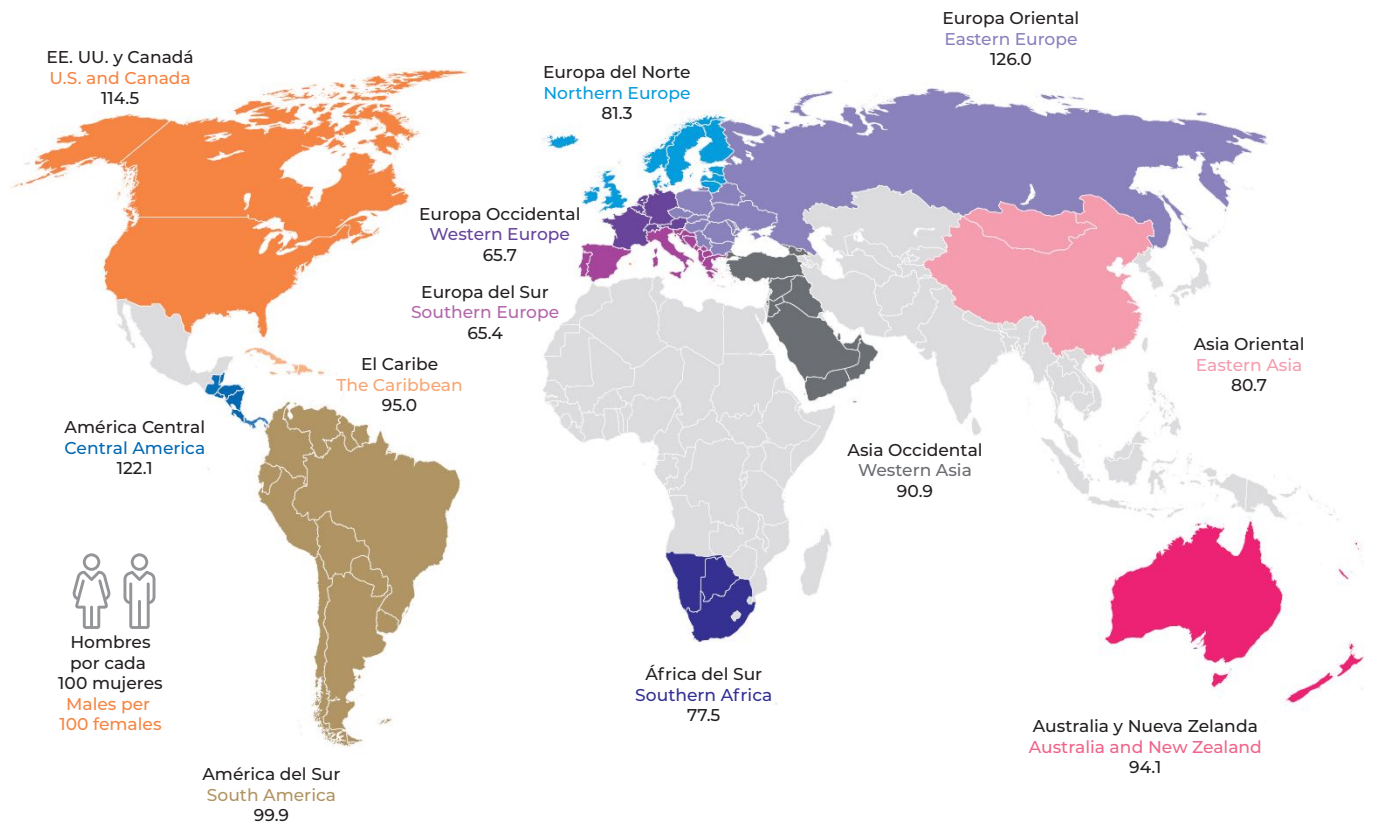 Europa Oriental
Eastern Europe
126.0
EE. UU. y Canadá
U.S. and Canada
114.5
Europa del Norte
Northern Europe
81.3
Europa Occidental
Western Europe
65.7
Europa del Sur
Southern Europe
65.4
El Caribe
The Caribbean
95.0
Asia Oriental
Eastern Asia
80.7
América Central
Central America
122.1
Asia Occidental
Western Asia
90.9
Hombres
por cada
100 mujeres
Males per
100 females
África del Sur
Southern Africa
77.5
Australia y Nueva Zelanda
Australia and New Zealand
94.1
América del Sur
South America
99.9